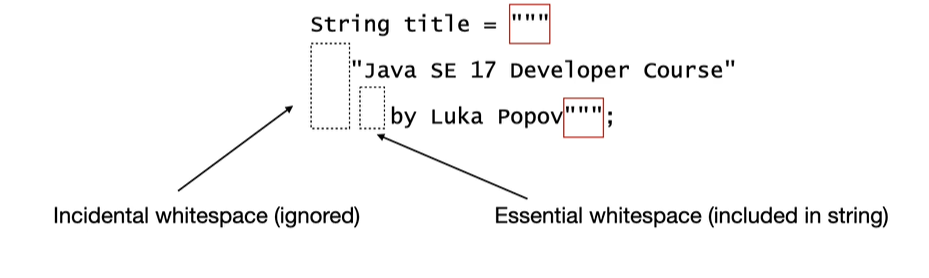 String title = """
"Java SE 17 Developer Course"
by Luka Popov""";
Incidental whitespace (ignored)
Essential whitespace (included in string)